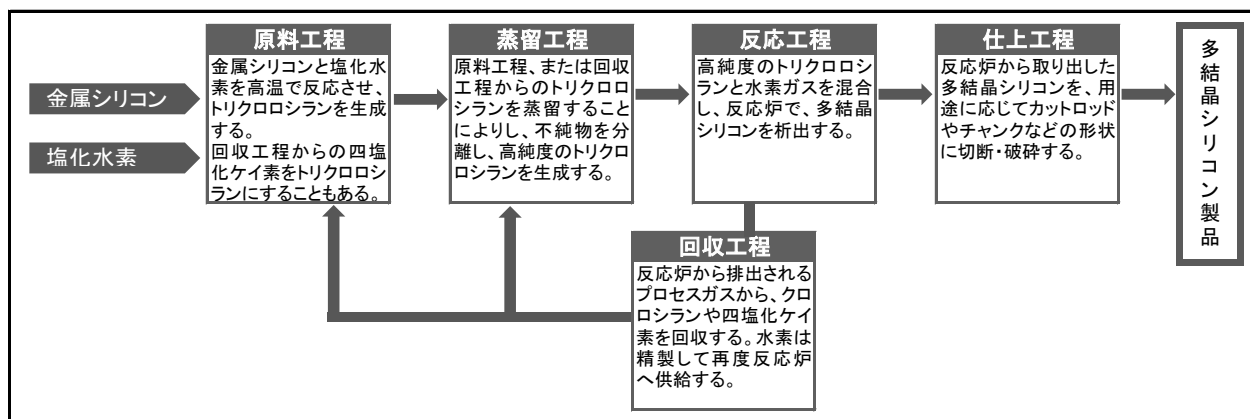 金属シリコン
塩化水素
原料工程
金属シリコンと塩化水
素を高温で反応させ、
トリクロロシランを生成
する。
回収工程からの四塩
化ケイ素をトリクロロシ
ランにすることもある。
蒸留工程
原料工程、または回収
工程からのトリクロロ
シランを蒸留すること
によりし、不純物を分
離し、高純度のトリクロ
ロシランを生成する。
反応工程
高純度のトリクロロシ
ランと水素ガスを混合
し、反応炉で、多結晶
シリコンを析出する。
仕上工程
反応炉から取り出した
多結晶シリコンを、用
途に応じてカットロッド
やチャンクなどの形状
に切断・破砕する。
多結晶シリコン製品
回収工程
反応炉から排出される
プロセスガスから、クロ
ロシランや四塩化ケイ
素を回収する。水素は
精製して再度反応炉
へ供給する。